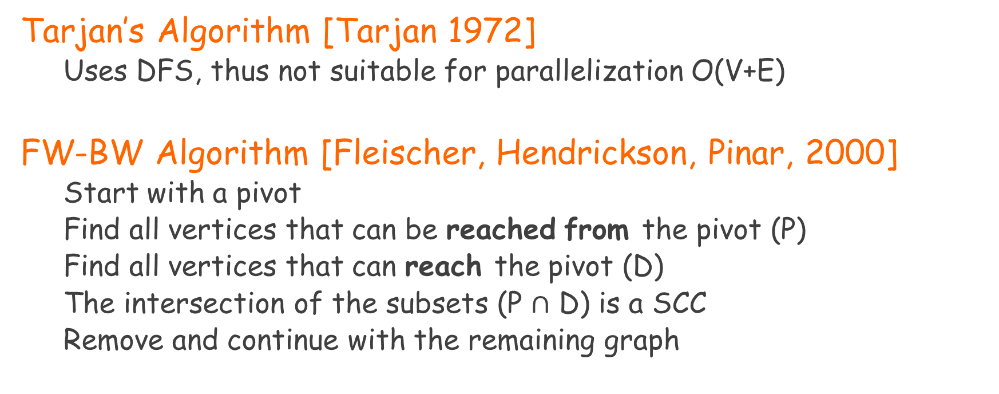 Tarjan’s Algorithm [Tarjan 1972]
Uses DFS, thus not suitable for parallelization O(V+E)
FW-BW Algorithm [Fleischer, Hendrickson, Pinar, 2000]
Start with a pivot
Find all vertices that can be reached from the pivot (P)
Find all vertices that can reach the pivot (D)
The intersection of the subsets (P ∩ D) is a SCC
Remove and continue with the remaining graph